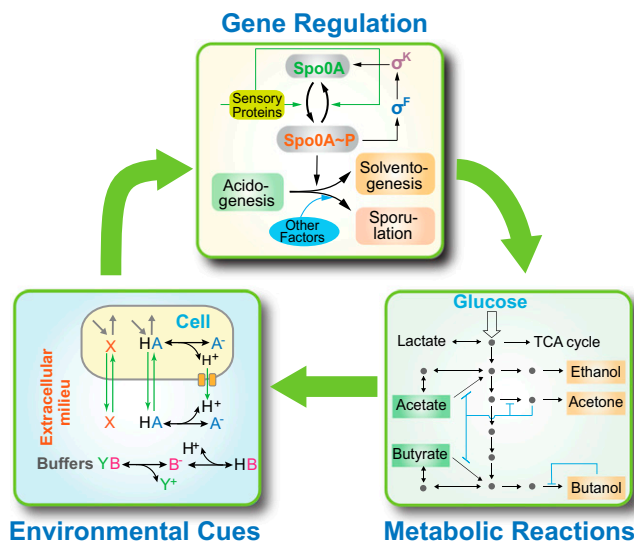 Gene Regulation
Spo0A
σK
Sensory
Proteins
σF
Spo0A~P
Acido-
genesis
Solvento-
genesis
Other
Factors
Sporu-
lation
Cell
X HA A-
H+
Extracellular
milieu
H+
X HA A-
H+
Buffers YB B- HB
Y+
Environmental Cues
Glucose
Lactate TCA cycle
Ethanol
Acetate
Acetone
Butyrate
Butanol
Metabolic Reactions